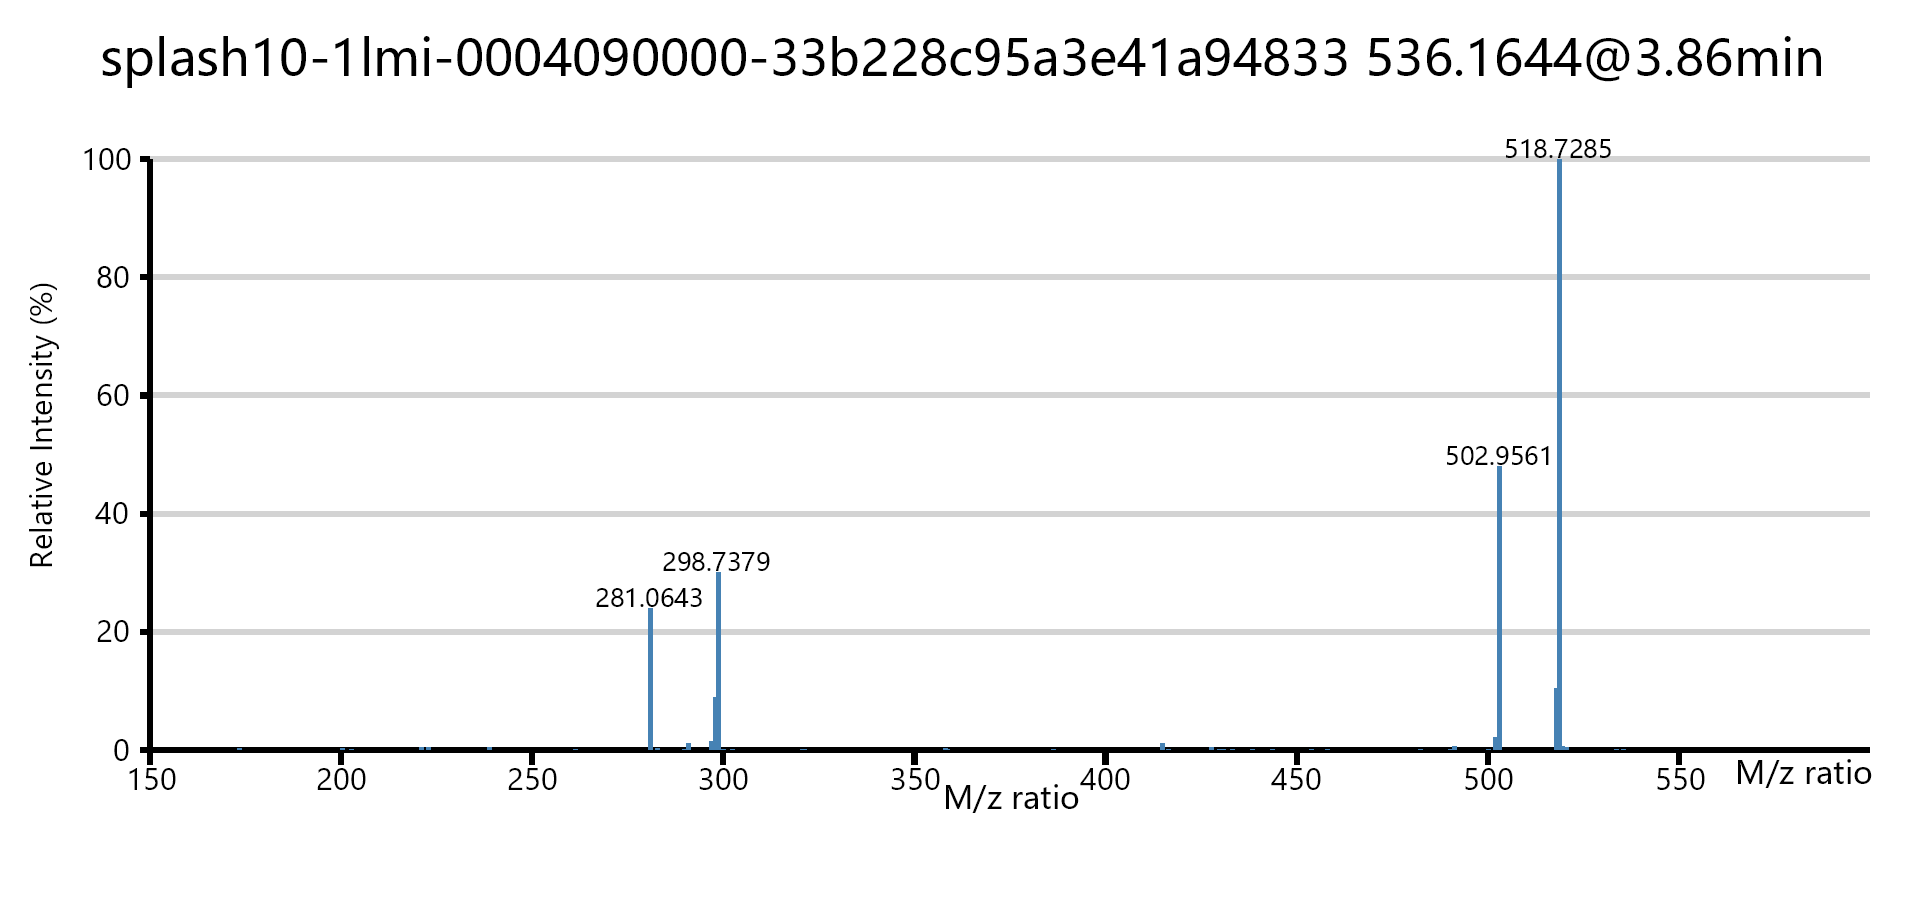 splash10-1lmi-0004090000-33b228c95a3e41a94833 536.1644@3.86min
518.7285
100
80
Relative Intensity (%)
60
502.9561
40
298.7379
281.0643
20
0
150 200 250 300 350 400 450 500 550 M/z ratio
M/z ratio